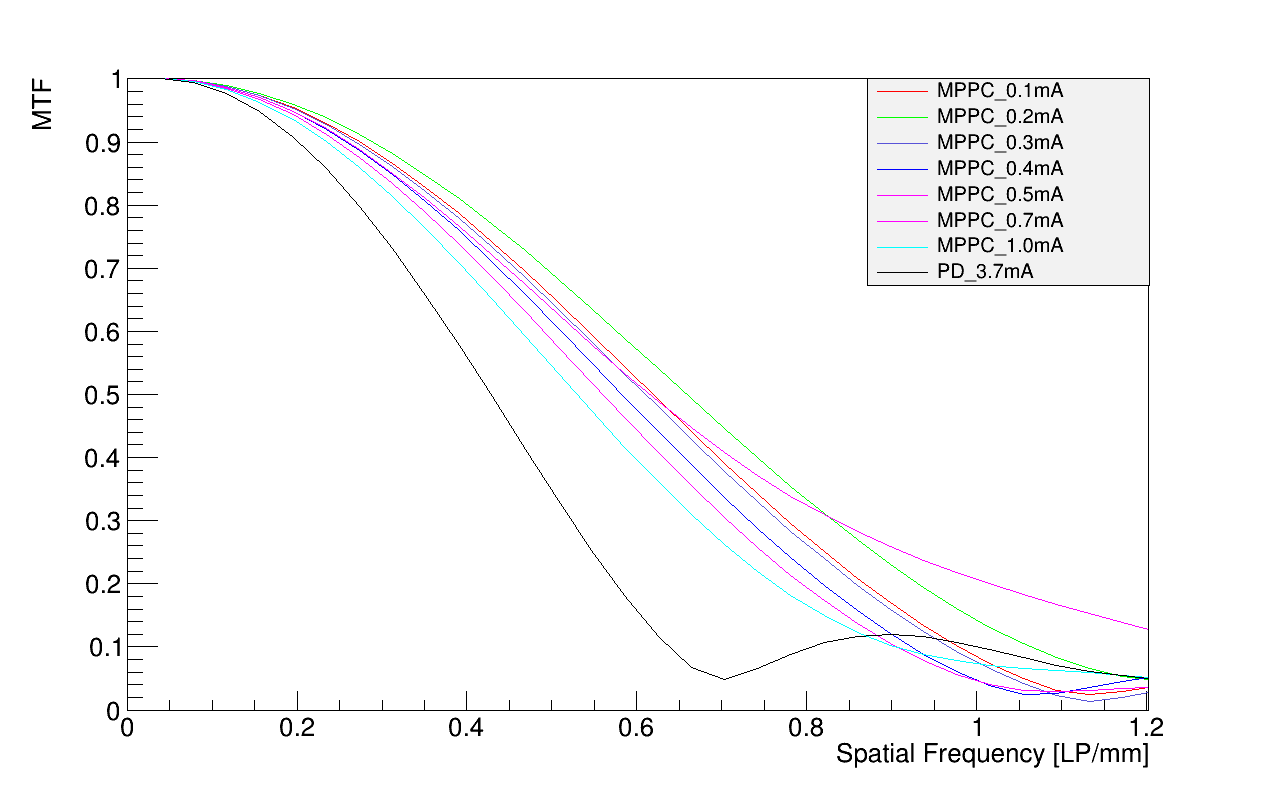 MTF
1
0.9
0.8
0.7
0.6
0.5
0.4
0.3
0.2
0.1
0
MPPC_0.1mA
MPPC_0.2mA
MPPC_0.3mA
MPPC_0.4mA
MPPC_0.5mA
MPPC_0.7mA
MPPC_1.0mA
PD_3.7mA
0 0.2 0.4 0.6 0.8 1 1.2
Spatial Frequency [LP/mm]